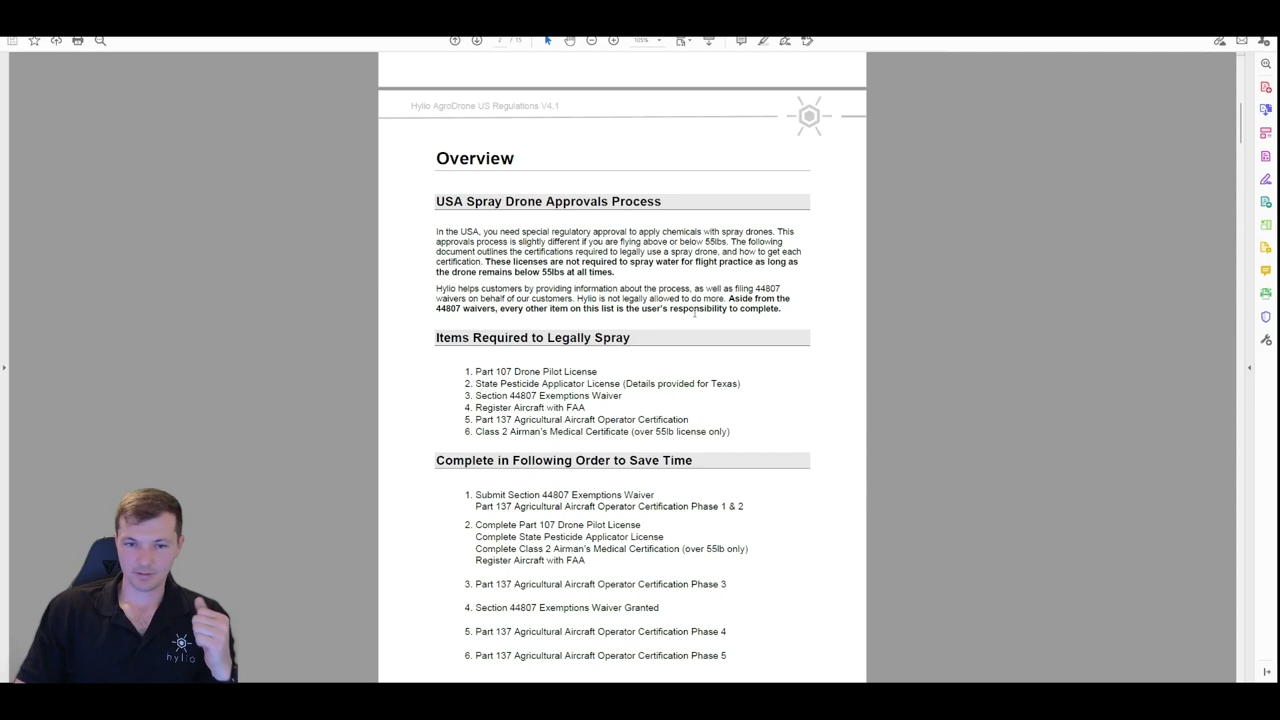 2 / 15
105%
Hylio AgroDrone US Regulations V4.1
Overview
USA Spray Drone Approvals Process
In the USA, you need special regulatory approval to apply chemicals with spray drones. This
approvals process is slightly different if you are flying above or below 55lbs. The following
document outlines the certifications required to legally use a spray drone, and how to get each
certification. These licenses are not required to spray water for flight practice as long as
the drone remains below 55lbs at all times.
Hylio helps customers by providing information about the process, as well as filing 44807
waivers on behalf of our customers. Hylio is not legally allowed to do more. Aside from the
44807 waivers, every other item on this list is the user's responsibility to complete.
Items Required to Legally Spray
1. Part 107 Drone Pilot License
2. State Pesticide Applicator License (Details provided for Texas)
3. Section 44807 Exemptions Waiver
4. Register Aircraft with FAA
5. Part 137 Agricultural Aircraft Operator Certification
6. Class 2 Airman's Medical Certificate (over 55lb license only)
Complete in Following Order to Save Time
1. Submit Section 44807 Exemptions Waiver
Part 137 Agricultural Aircraft Operator Certification Phase 1 & 2
2. Complete Part 107 Drone Pilot License
Complete State Pesticide Applicator License
Complete Class 2 Airman's Medical Certification (over 55lb only)
Register Aircraft with FAA
3. Part 137 Agricultural Aircraft Operator Certification Phase 3
4. Section 44807 Exemptions Waiver Granted
5. Part 137 Agricultural Aircraft Operator Certification Phase 4
6. Part 137 Agricultural Aircraft Operator Certification Phase 5
hylio